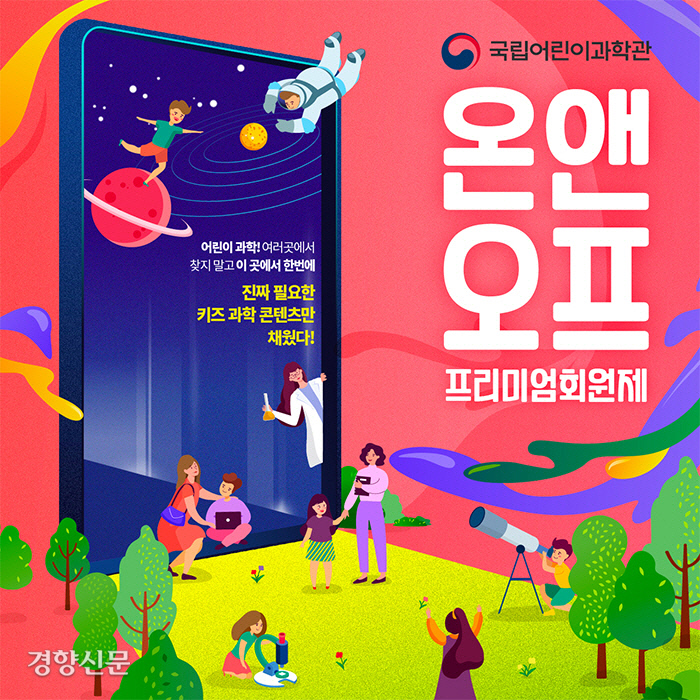 국립어린이과학관
온앤
오프
프리미엄회원제
어린이 과학! 여러곳에서
찾지 말고 이 곳에서 한번에
진짜 필요한
키즈 과학 콘텐츠만
채웠다!
경향신문